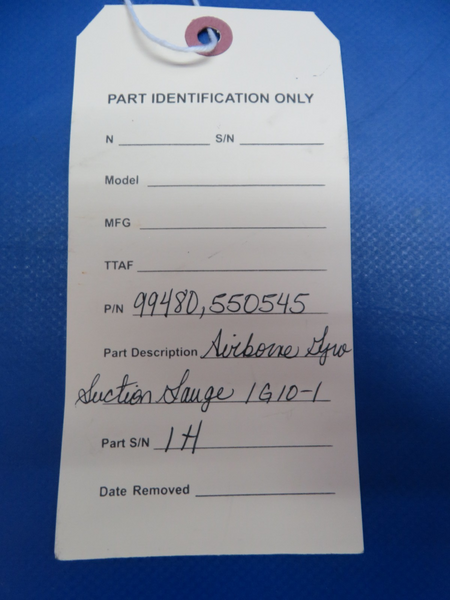 PART IDENTIFICATION ONLY
N S/N
Model
MFG
TTAF
P/N 99480, 550545
Part Description Airborne Gyro
Suction Gauge 1G10-1
Part S/N 1H
Date Removed